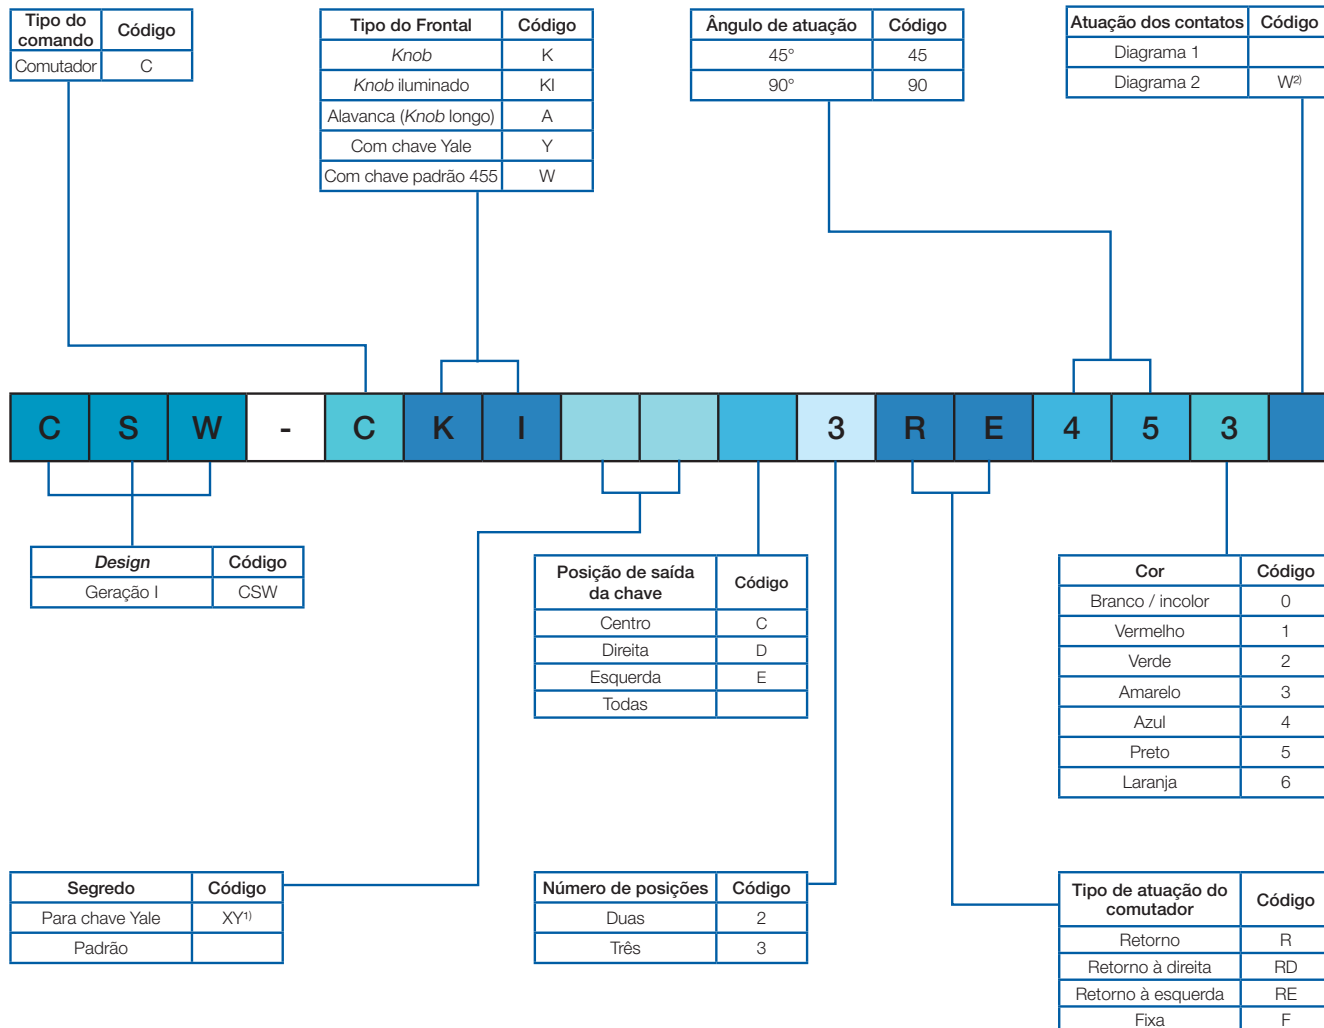 Tipo do comando Código
Comutador C
Tipo do Frontal Código
Knob K
Knob iluminado KI
Alavanca (Knob longo) A
Com chave Yale Y
Com chave padrão 455 W
Ângulo de atuação Código
45° 45
90° 90
Atuação dos contatos Código
Diagrama 1
Diagrama 2 W2)
C S W - C K I 3 R E 4 5 3
Design Código
Geração I CSW
Posição de saída
da chave Código
Centro C
Direita D
Esquerda E
Todas
Cor Código
Branco / incolor 0
Vermelho 1
Verde 2
Amarelo 3
Azul 4
Preto 5
Laranja 6
Segredo Código
Para chave Yale XY1)
Padrão
Número de posições Código
Duas 2
Três 3
Tipo de atuação do
comutador Código
Retorno R
Retorno à direita RD
Retorno à esquerda RE
Fixa F